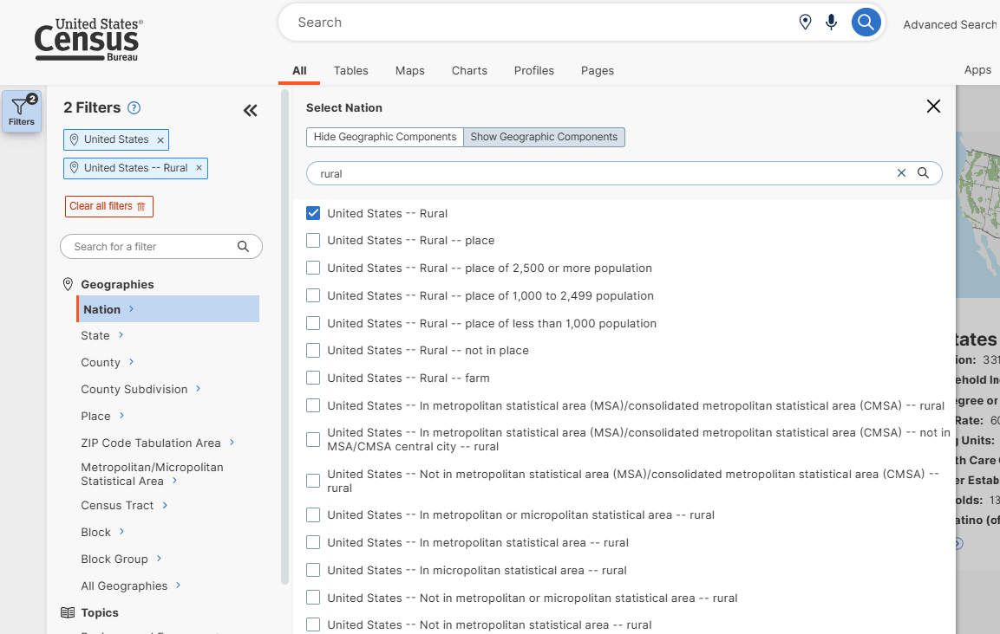 United States®
Census
Bureau
Search
Advanced Search
All
Tables
Maps
Charts
Profiles
Pages
Apps
2
Filters
2 Filters
?
United States ×
United States -- Rural ×
Clear all filters
Search for a filter
Geographies
Nation
State
County
County Subdivision
Place
ZIP Code Tabulation Area
Metropolitan/Micropolitan
Statistical Area
Census Tract
Block
Block Group
All Geographies
Topics
Select Nation
Hide Geographic Components
Show Geographic Components
rural
United States -- Rural
United States -- Rural -- place
United States -- Rural -- place of 2,500 or more population
United States -- Rural -- place of 1,000 to 2,499 population
United States -- Rural -- place of less than 1,000 population
United States -- Rural -- not in place
United States -- Rural -- farm
United States -- In metropolitan statistical area (MSA)/consolidated metropolitan statistical area (CMSA) -- rural
United States -- In metropolitan statistical area (MSA)/consolidated metropolitan statistical area (CMSA) -- not in
MSA/CMSA central city -- rural
United States -- Not in metropolitan statistical area (MSA)/consolidated metropolitan statistical area (CMSA) --
rural
United States -- In metropolitan or micropolitan statistical area -- rural
United States -- In metropolitan statistical area -- rural
United States -- In micropolitan statistical area -- rural
United States -- Not in metropolitan or micropolitan statistical area -- rural
United States -- Not in metropolitan statistical area -- rural
tates
ion: 331
ehold In
egree or
Rate: 60
g Units:
th Care
er Estab
olds: 13
atino (of